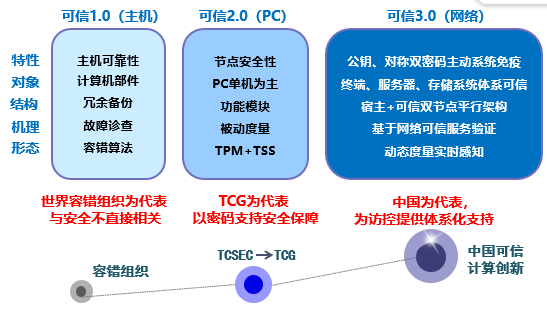 可信1.0（主机）
可信2.0（PC）
可信3.0（网络）
特性
主机可靠性
节点安全性
公钥、对称双密码主动系统免疫
对象
计算机部件
PC单机为主
终端、服务器、存储系统体系可信
结构
冗余备份
功能模块
宿主+可信双节点平行架构
机理
故障诊查
被动度量
基于网络可信服务验证
形态
容错算法
TPM+TSS
动态度量实时感知
世界容错组织为代表
与安全不直接相关
TCG为代表
以密码支持安全保障
中国为代表，
为访控提供体系化支持
容错组织
TCSEC→TCG
中国可信
计算创新